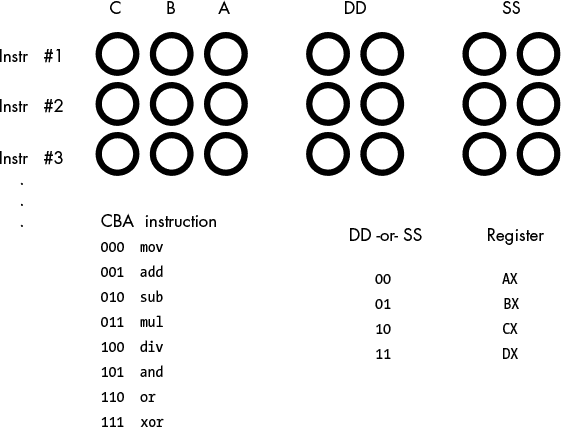 C B A DD SS
Instr #1
Instr #2
Instr #3
.
.
.
CBA instruction
000 mov
001 add
010 sub
011 mul
100 div
101 and
110 or
111 xor
DD -or- SS Register
00 AX
01 BX
10 CX
11 DX